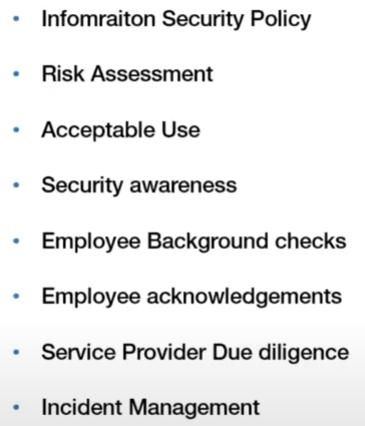 • Infomraiton Security Policy
• Risk Assessment
• Acceptable Use
• Security awareness
• Employee Background checks
• Employee acknowledgements
• Service Provider Due diligence
• Incident Management